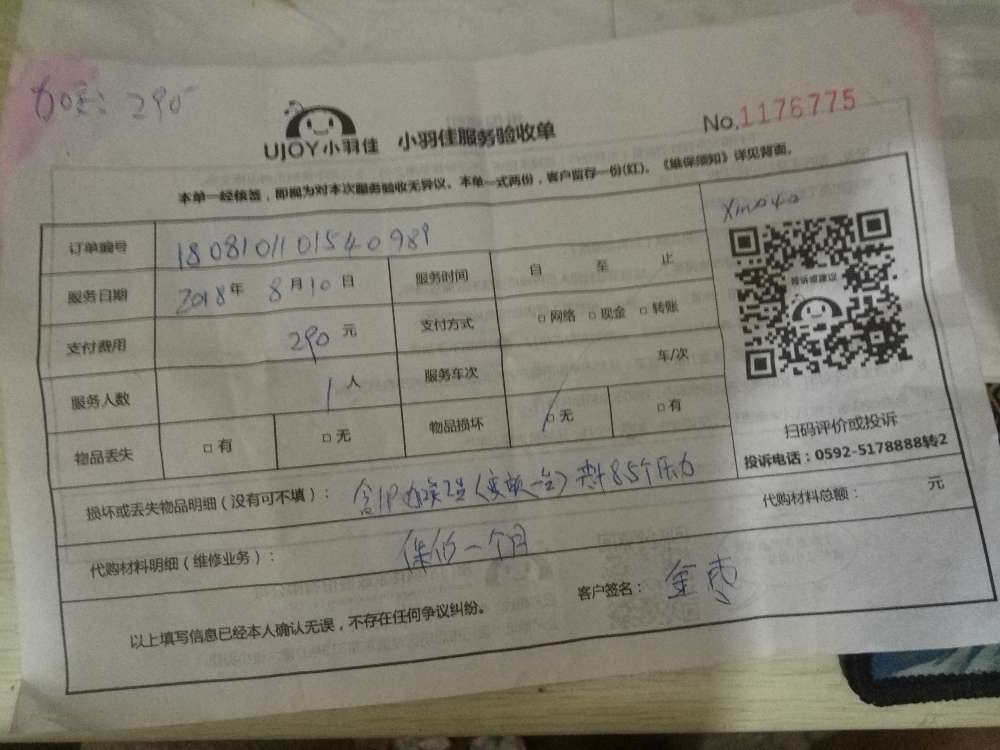 290
UJOY小羽佳 小羽佳服务验收单
No.1176775
本单一经核签，即视为对本次服务验收无异议。本单一式两份，客户留存一份(红)。《维保须知》详见背面。
订单编号 180810110154 0989
服务日期 2018年 8月10日 服务时间 自 至 止
支付费用 290 元 支付方式 □网络 □现金 □转账
服务人数 1 人 服务车次 车/次
物品丢失 □有 □无 物品损坏 □无 □有
投诉或建议
扫码评价或投诉
投诉电话：0592-5178888转2
损坏或丢失物品明细（没有可不填）： 1P (变频一台) 共 85个压力
代购材料明细（维修业务）： 保修一个月 代购材料总额： 元
以上填写信息已经本人确认无误，不存在任何争议纠纷。 客户签名： 金